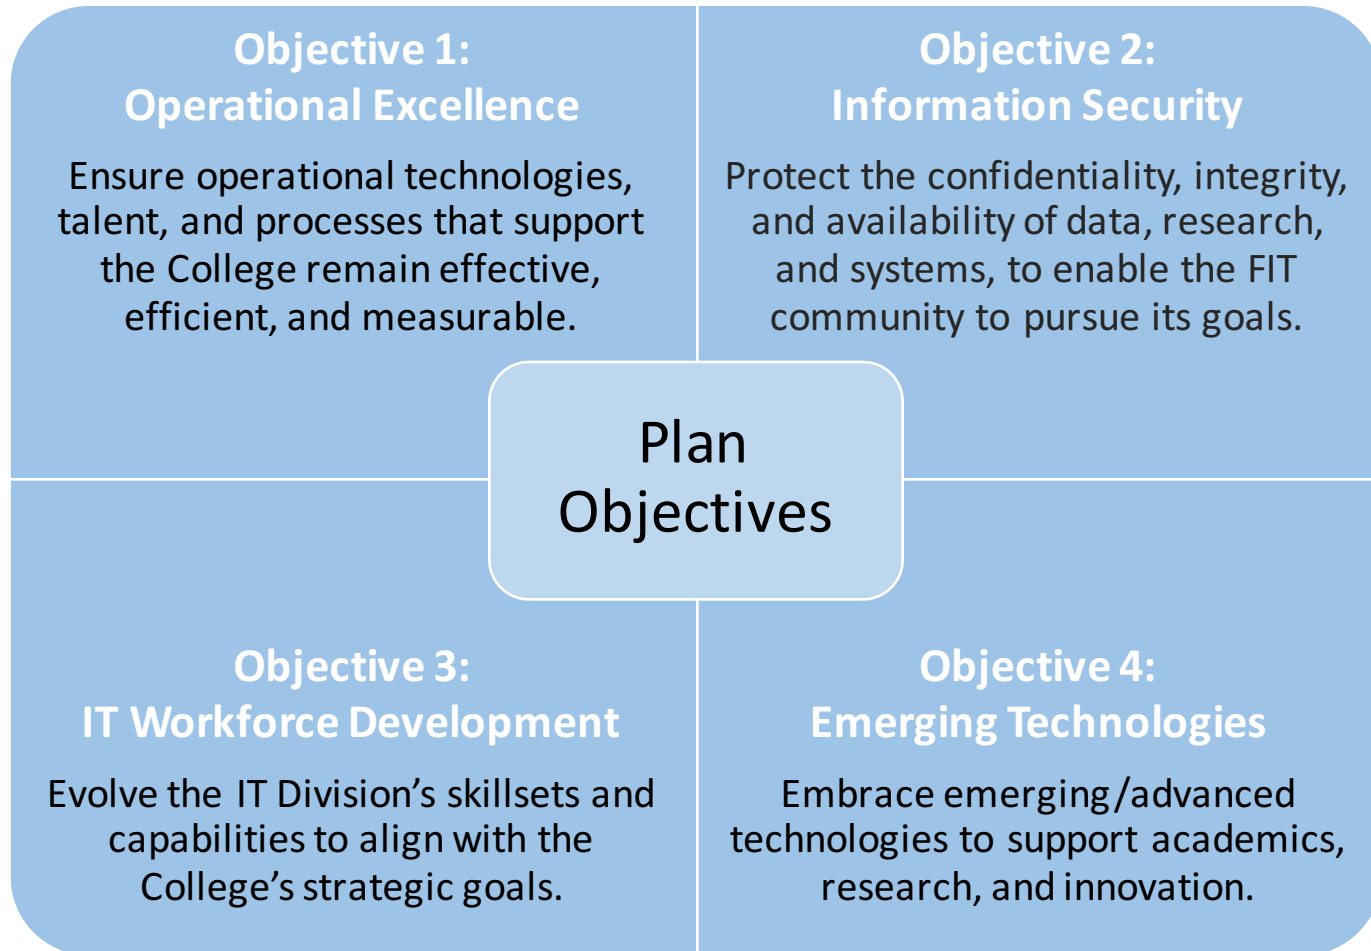 Objective 1:
Operational Excellence
Ensure operational technologies,
talent, and processes that support
the College remain effective,
efficient, and measurable.
Objective 2:
Information Security
Protect the confidentiality, integrity,
and availability of data, research,
and systems, to enable the FIT
community to pursue its goals.
Plan
Objectives
Objective 3:
IT Workforce Development
Evolve the IT Division’s skillsets and
capabilities to align with the
College’s strategic goals.
Objective 4:
Emerging Technologies
Embrace emerging/advanced
technologies to support academics,
research, and innovation.